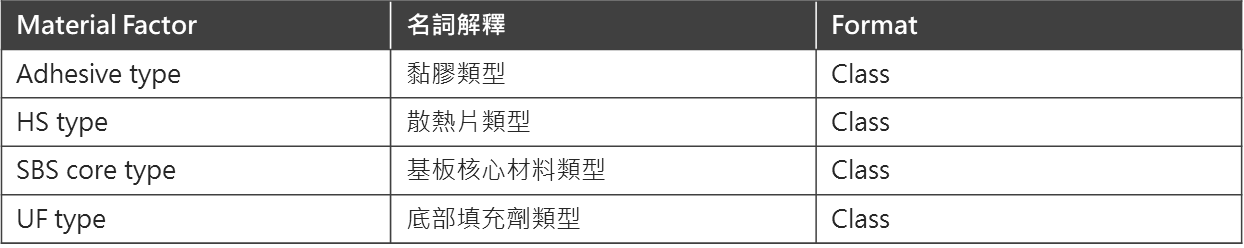 Material Factor 名詞解釋 Format
Adhesive type 黏膠類型 Class
HS type 散熱片類型 Class
SBS core type 基板核心材料類型 Class
UF type 底部填充劑類型 Class